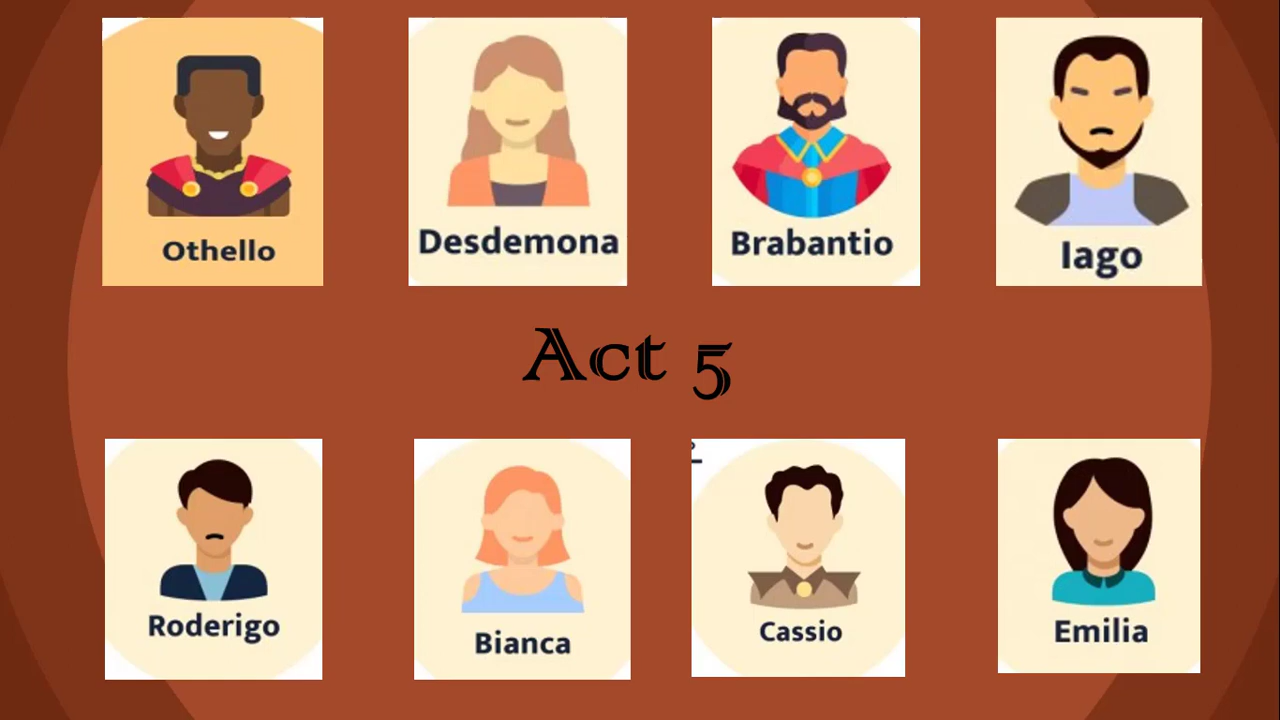 Othello
Desdemona
Brabantio
Iago
Act 5
Roderigo
Bianca
Cassio
Emilia